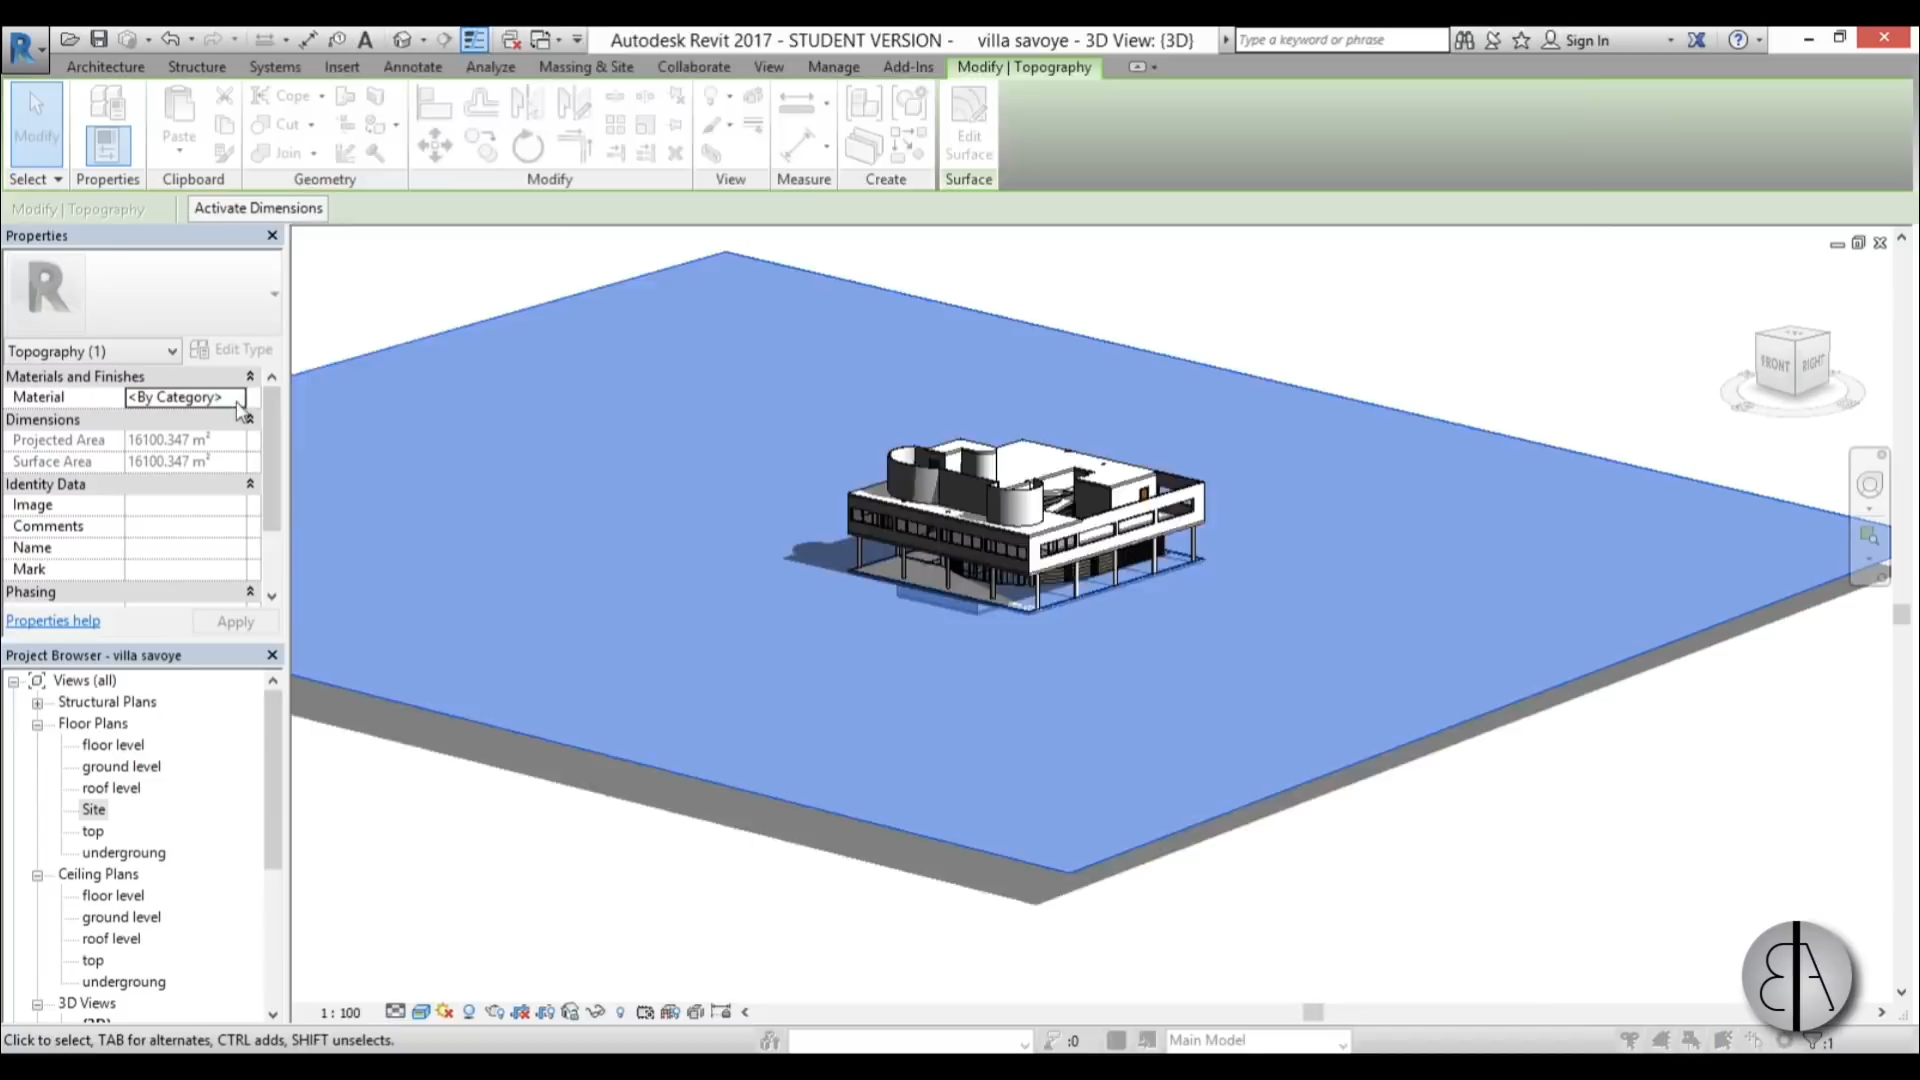 Autodesk Revit 2017 - STUDENT VERSION - villa savoye - 3D View: {3D}
Type a keyword or phrase
Sign In
Architecture Structure Systems Insert Annotate Analyze Massing & Site Collaborate View Manage Add-Ins Modify | Topography
Modify
Paste
Cope
Cut
Join
Edit
Surface
Select Properties Clipboard Geometry Modify View Measure Create Surface
Modify | Topography Activate Dimensions
Properties
Topography (1) Edit Type
Materials and Finishes
Material <By Category>
Dimensions
Projected Area 16100.347 m²
Surface Area 16100.347 m²
Identity Data
Image
Comments
Name
Mark
Phasing
Properties help Apply
Project Browser - villa savoye
Views (all)
Structural Plans
Floor Plans
floor level
ground level
roof level
Site
top
undergroung
Ceiling Plans
floor level
ground level
roof level
top
undergroung
3D Views
{3D}
FRONT RIGHT
1 : 100
Click to select, TAB for alternates, CTRL adds, SHIFT unselects.
:0
Main Model
:1